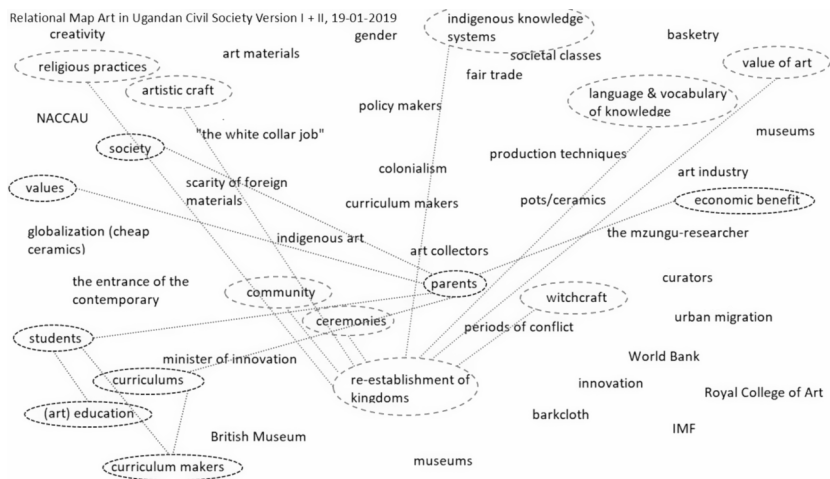 Relational Map Art in Ugandan Civil Society Version I + II, 19-01-2019
creativity
gender
indigenous knowledge
systems
basketry
art materials
societal classes
religious practices
fair trade
value of art
artistic craft
language & vocabulary
of knowledge
policy makers
NACCAU
"the white collar job"
museums
society
production techniques
colonialism
art industry
values
scarity of foreign
materials
curriculum makers
pots/ceramics
economic benefit
globalization (cheap
ceramics)
indigenous art
the mzungu-researcher
art collectors
the entrance of the
contemporary
community
parents
witchcraft
curators
ceremonies
periods of conflict
urban migration
students
minister of innovation
World Bank
curriculums
re-establishment of
kingdoms
innovation
Royal College of Art
(art) education
barkcloth
IMF
British Museum
curriculum makers
museums